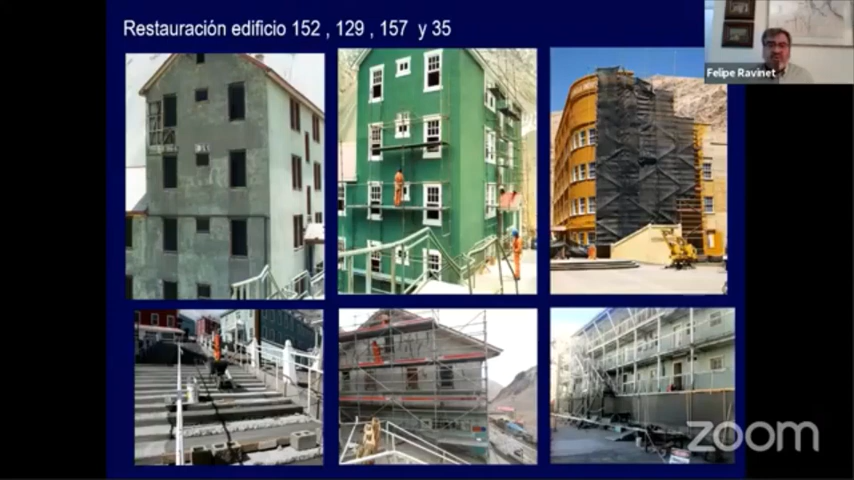 Restauración edificio 152 , 129 , 157 y 35
Felipe Ravinet
zoom